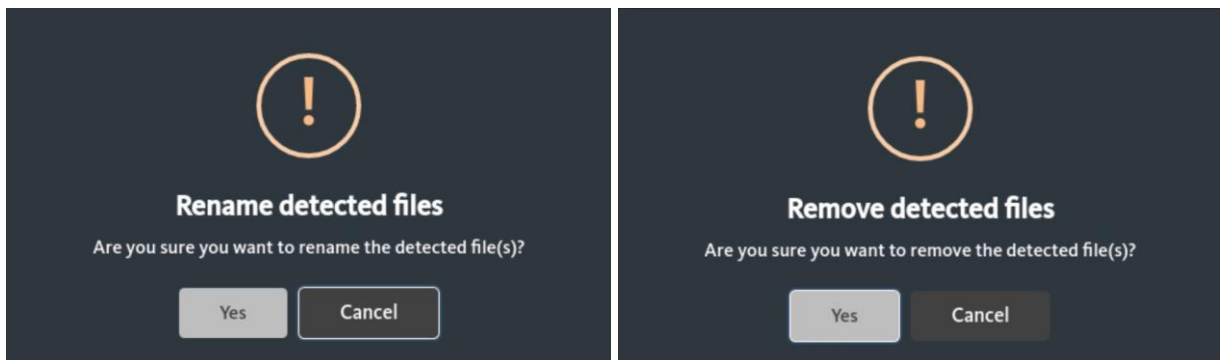 Rename detected files
Are you sure you want to rename the detected file(s)?
Yes
Cancel
Remove detected files
Are you sure you want to remove the detected file(s)?
Yes
Cancel